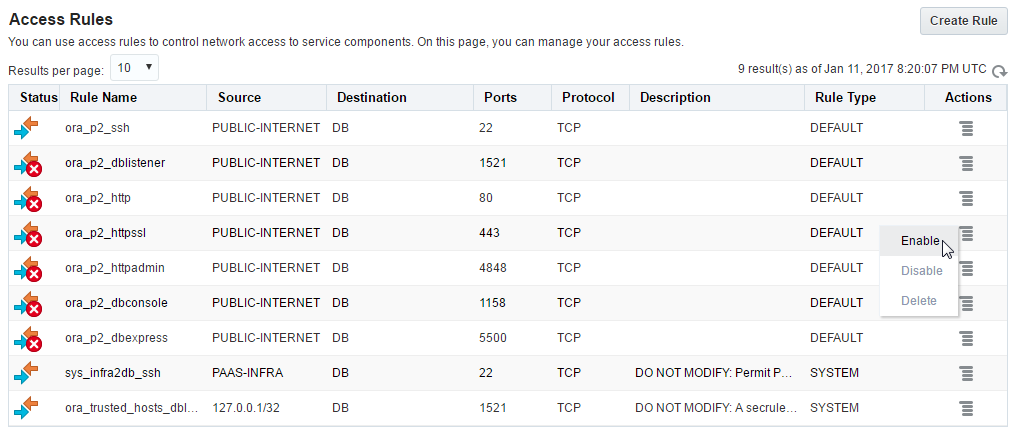 Access Rules
Create Rule
You can use access rules to control network access to service components. On this page, you can manage your access rules.
Results per page: 10
9 result(s) as of Jan 11, 2017 8:20:07 PM UTC
Status Rule Name Source Destination Ports Protocol Description Rule Type Actions
ora_p2_ssh PUBLIC-INTERNET DB 22 TCP DEFAULT
ora_p2_dblistener PUBLIC-INTERNET DB 1521 TCP DEFAULT
ora_p2_http PUBLIC-INTERNET DB 80 TCP DEFAULT
ora_p2_httpssl PUBLIC-INTERNET DB 443 TCP DEFAULT
Enable
ora_p2_httpadmin PUBLIC-INTERNET DB 4848 TCP DEFAULT
Disable
ora_p2_dbconsole PUBLIC-INTERNET DB 1158 TCP DEFAULT
Delete
ora_p2_dbexpress PUBLIC-INTERNET DB 5500 TCP DEFAULT
sys_infra2db_ssh PAAS-INFRA DB 22 TCP DO NOT MODIFY: Permit P... SYSTEM
ora_trusted_hosts_dbl... 127.0.0.1/32 DB 1521 TCP DO NOT MODIFY: A secrule... SYSTEM